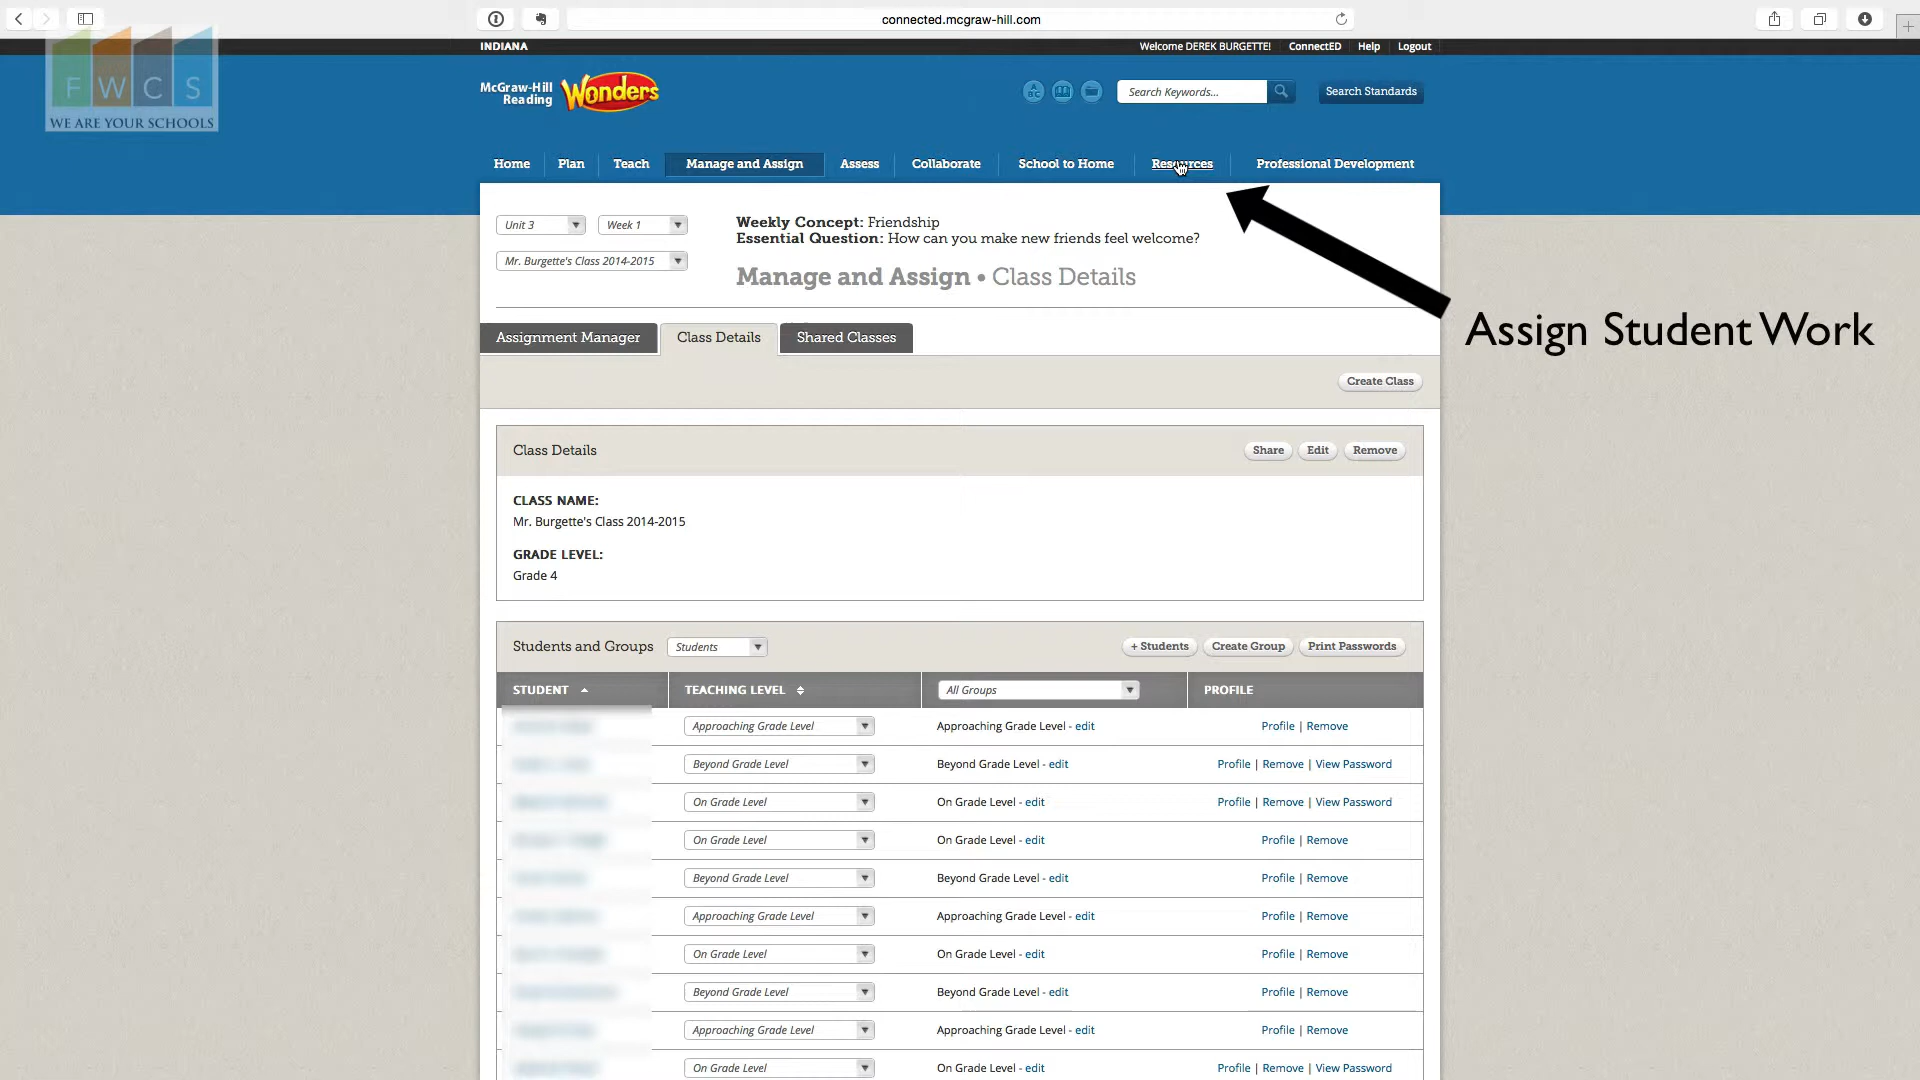 connected.mcgraw-hill.com
INDIANA
Welcome DEREK BURGETTE! ConnectED Help Logout
FWCS
WE ARE YOUR SCHOOLS
McGraw-Hill
Reading
Wonders
Search Keywords...
Search Standards
Home Plan Teach Manage and Assign Assess Collaborate School to Home Resources Professional Development
Unit 3 Week 1
Mr. Burgette's Class 2014-2015
Weekly Concept: Friendship
Essential Question: How can you make new friends feel welcome?
Manage and Assign • Class Details
Assign Student Work
Assignment Manager Class Details Shared Classes
Create Class
Class Details Share Edit Remove
CLASS NAME:
Mr. Burgette's Class 2014-2015
GRADE LEVEL:
Grade 4
Students and Groups Students + Students Create Group Print Passwords
STUDENT TEACHING LEVEL All Groups PROFILE
Approaching Grade Level Approaching Grade Level - edit Profile | Remove
Beyond Grade Level Beyond Grade Level - edit Profile | Remove | View Password
On Grade Level On Grade Level - edit Profile | Remove | View Password
On Grade Level On Grade Level - edit Profile | Remove
Beyond Grade Level Beyond Grade Level - edit Profile | Remove
Approaching Grade Level Approaching Grade Level - edit Profile | Remove
On Grade Level On Grade Level - edit Profile | Remove
Beyond Grade Level Beyond Grade Level - edit Profile | Remove
Approaching Grade Level Approaching Grade Level - edit Profile | Remove
On Grade Level On Grade Level - edit Profile | Remove | View Password